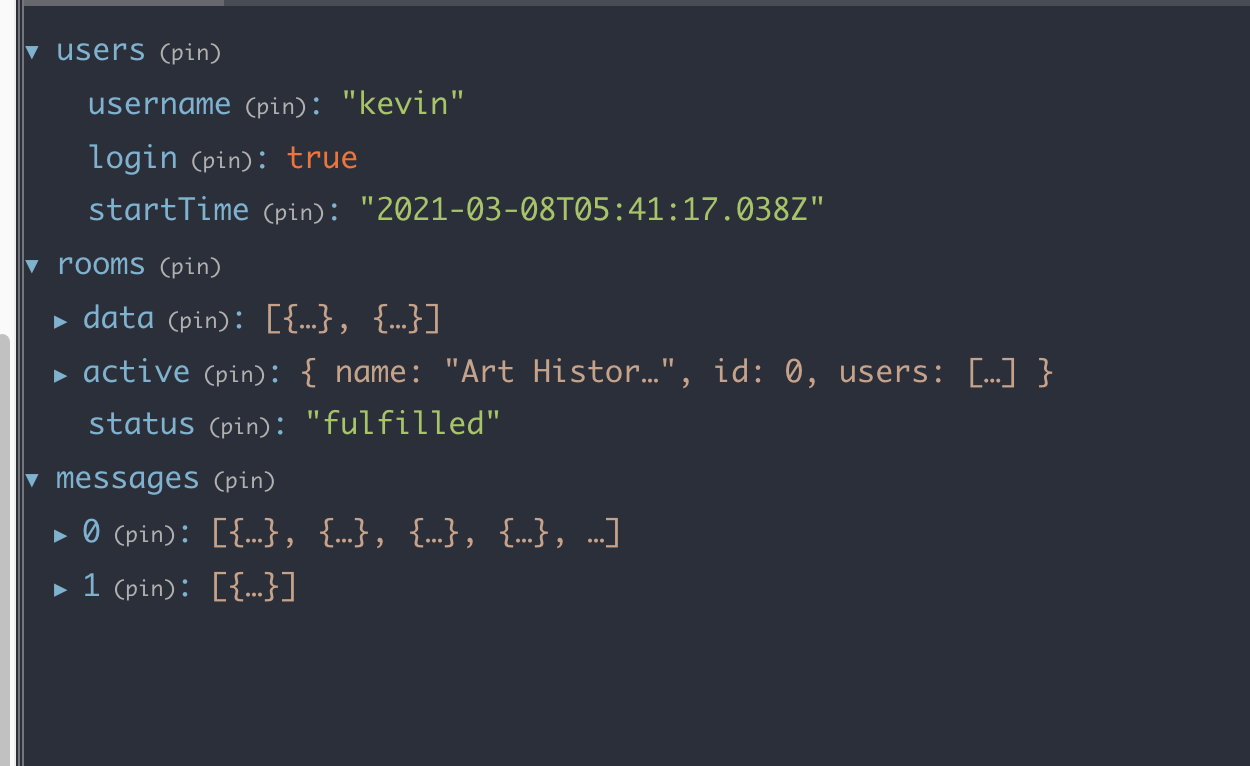 ▼ users (pin)
username (pin): "kevin"
login (pin): true
startTime (pin): "2021-03-08T05:41:17.038Z"
▼ rooms (pin)
▶ data (pin): [{…}, {…}]
▶ active (pin): { name: "Art Histor…", id: 0, users: […] }
status (pin): "fulfilled"
▼ messages (pin)
▶ 0 (pin): [{…}, {…}, {…}, {…}, …]
▶ 1 (pin): [{…}]